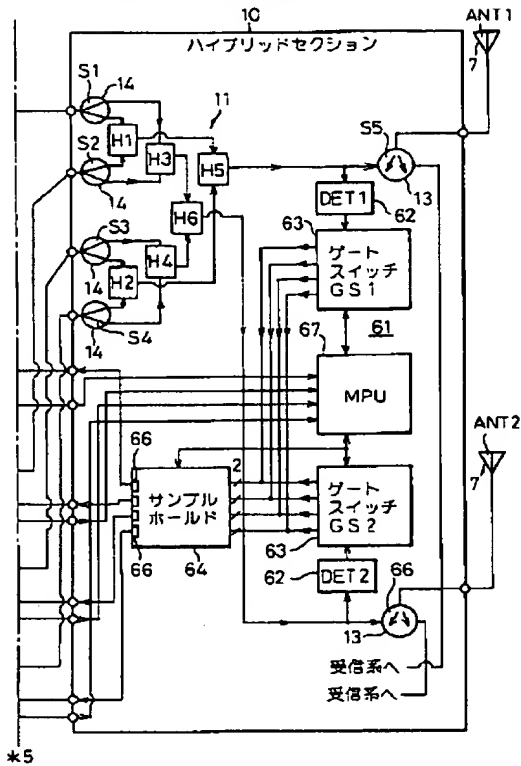 10
ANT1
ハイブリッドセクション
S1
14
11
7
S5
H1
S2
H3
H5
14
DET1
13
62
H6
S3
63
ゲート
スイッチ
GS1
H4
14
H2
61
S4
67
14
MPU
ANT2
66
2
サンプル
ホールド
ゲート
スイッチ
GS2
7
66
64
63
62
DET2
66
13
受信系へ
受信系へ
*5